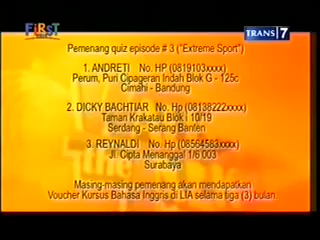 FiRST
TRANS 7
Pemenang quiz episode # 3 ("Extreme Sport")
1. ANDRETI No. HP (0819103xxxx)
Perum, Puri Cipageran Indah Blok G - 125c
Cimahi - Bandung
2. DICKY BACHTIAR No. Hp (08138222xxxx)
Taman Krakatau Blok I 10/19
Serdang - Serang Banten
3. REYNALDI No. Hp (08564583xxxx)
Jl. Cipta Menanggal 1/6 003
Surabaya
Masing-masing pemenang akan mendapatkan
Voucher Kursus Bahasa Inggris di LIA selama tiga (3) bulan.